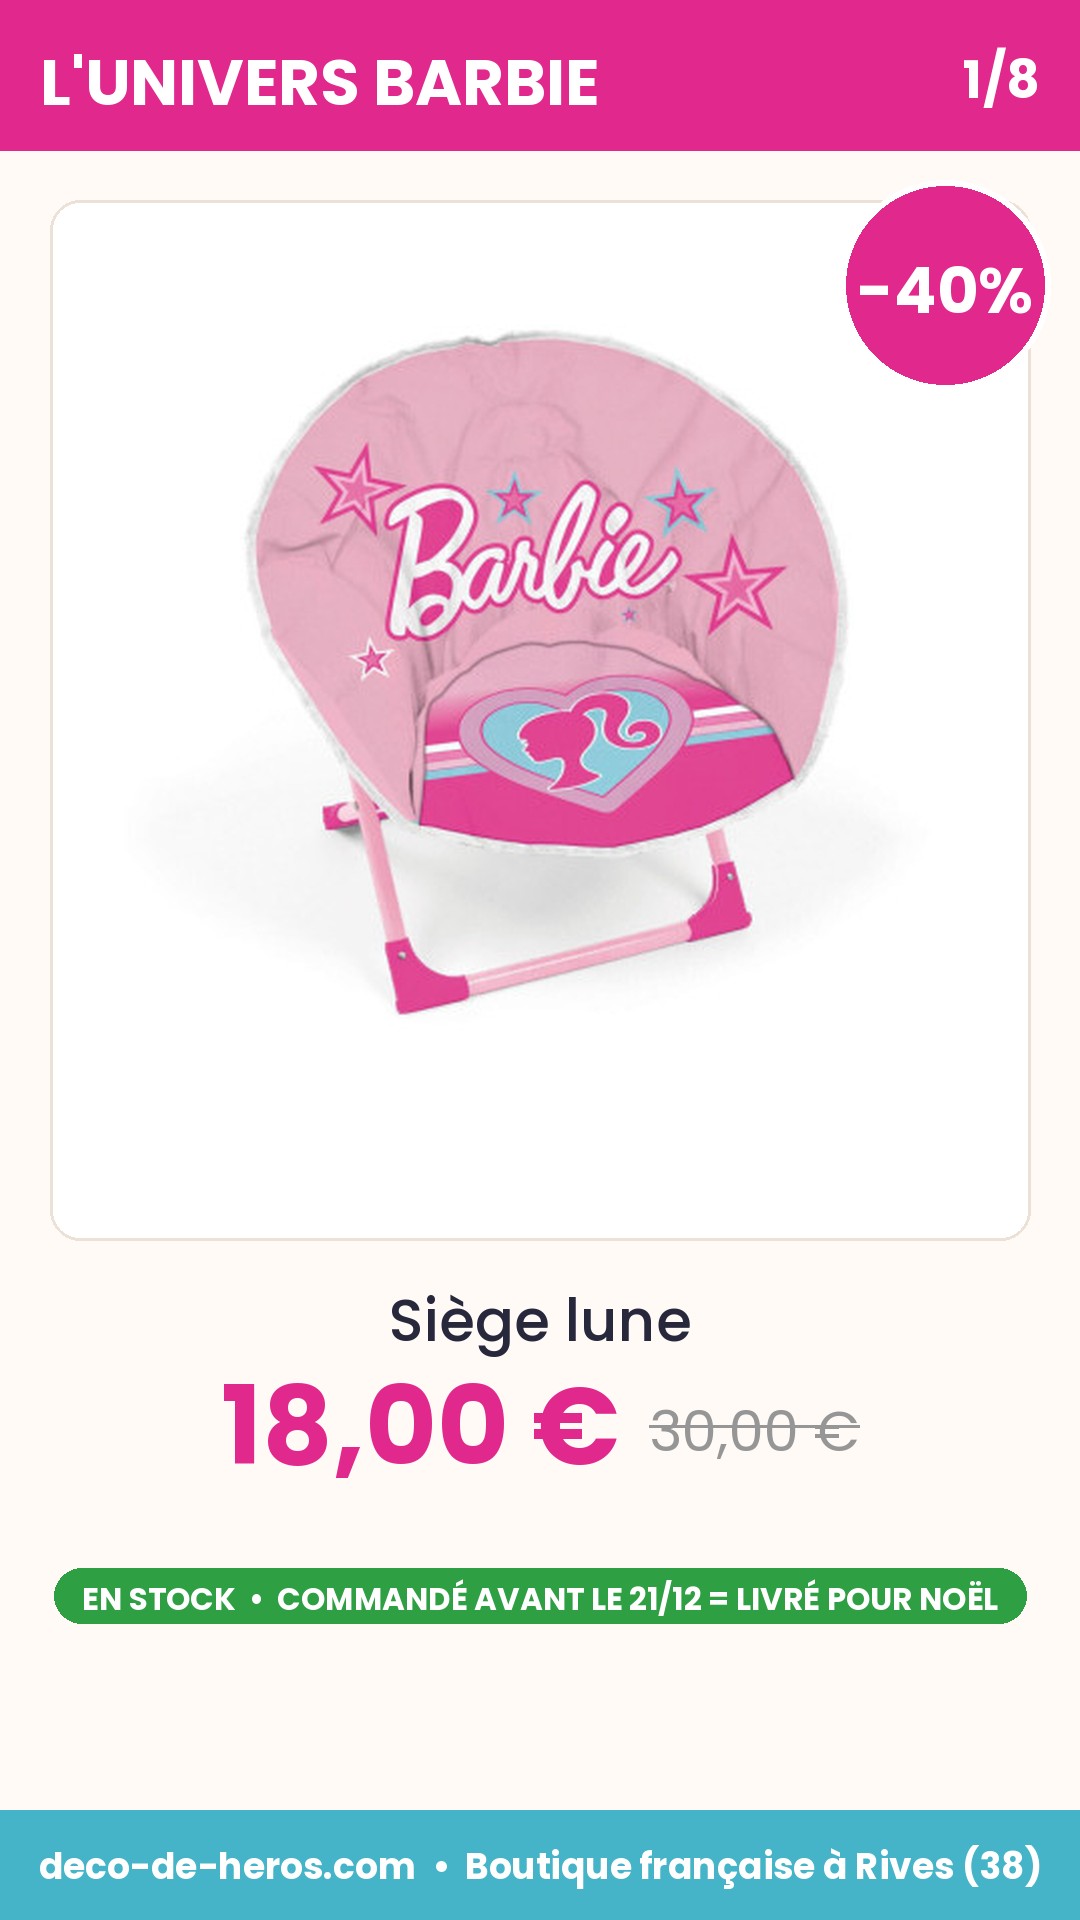 L'UNIVERS BARBIE
1/8
-40%
Barbie
Siège lune
18,00 € 30,00 €
EN STOCK • COMMANDÉ AVANT LE 21/12 = LIVRÉ POUR NOËL
deco-de-heros.com • Boutique française à Rives (38)